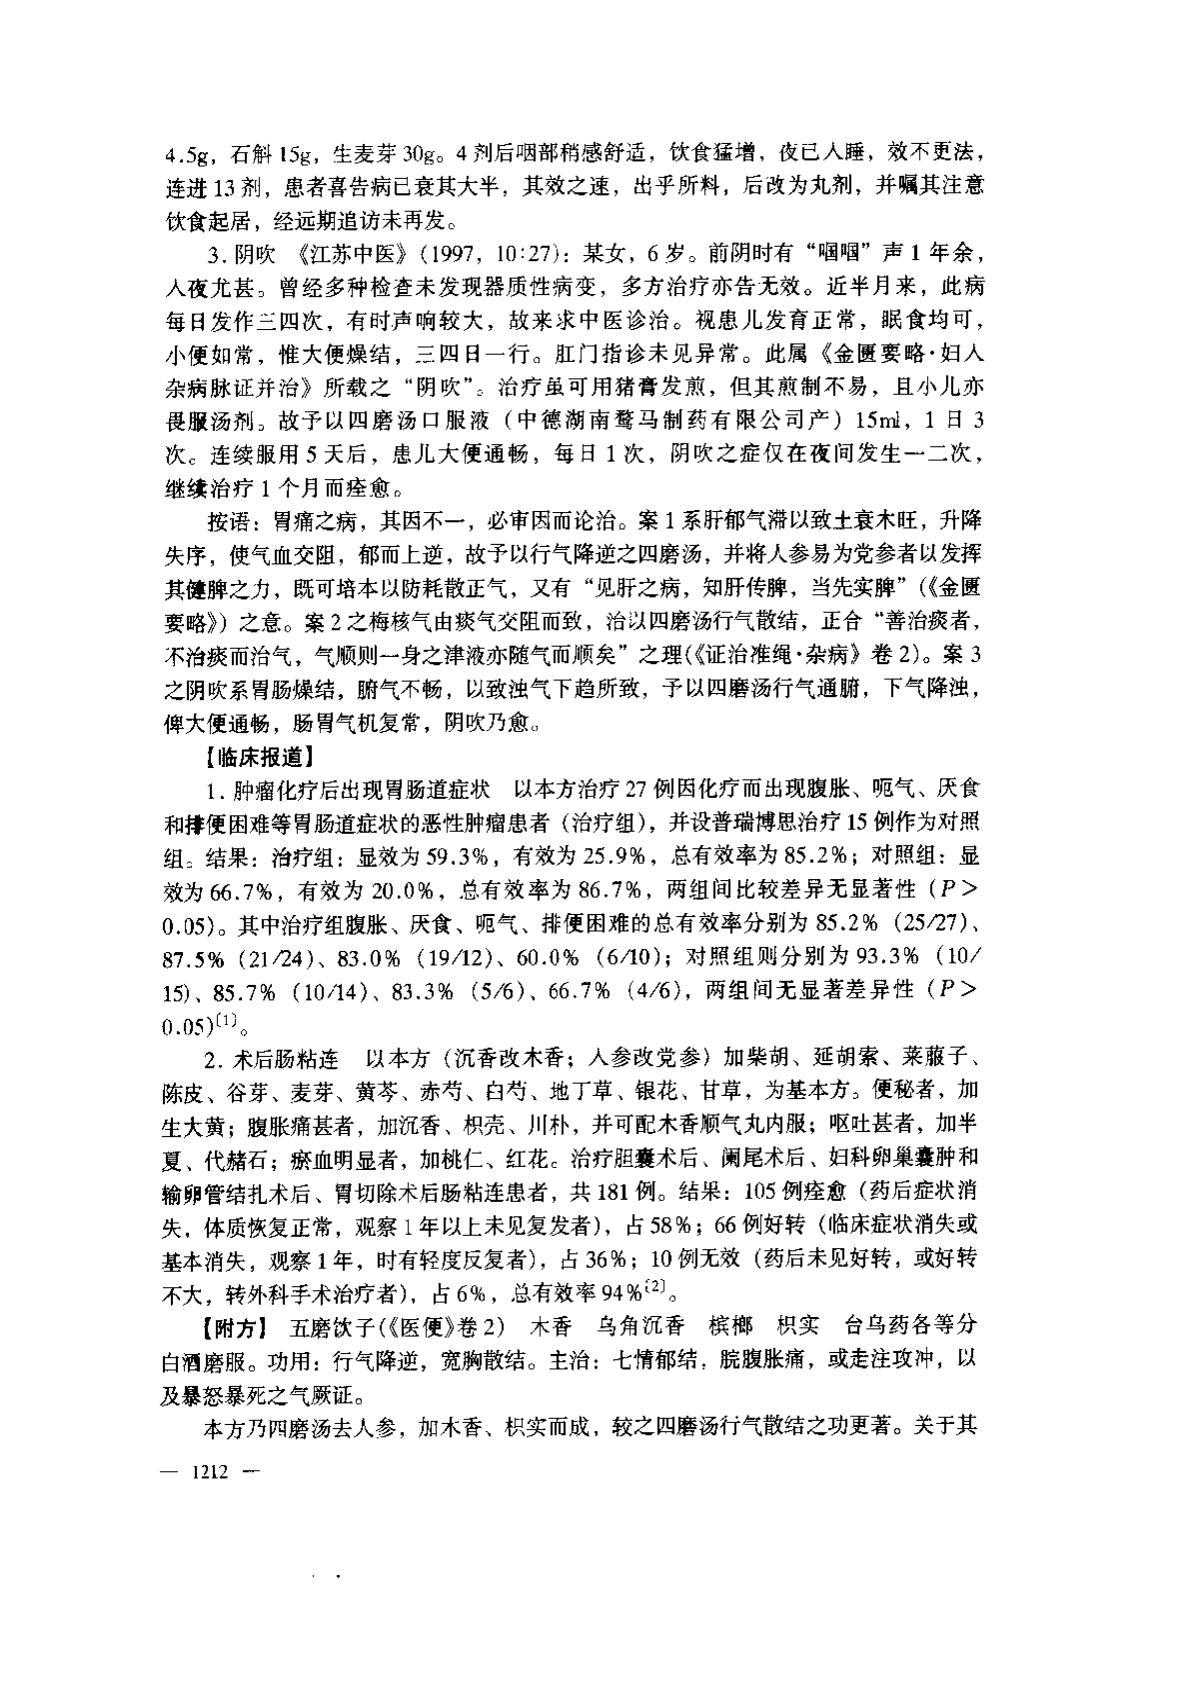 4.5g，石斛 15g，生麦芽 30g。4 剂后咽部稍感舒适，饮食猛增，夜已入睡，效不更法，
连进 13 剂，患者喜告病已衰其大半，其效之速，出乎所料，后改为丸剂，并嘱其注意
饮食起居，经远期追访未再发。
3. 阴吹　《江苏中医》（1997，10:27）：某女，6 岁。前阴时有“啯啯”声 1 年余，
入夜尤甚。曾经多种检查未发现器质性病变，多方治疗亦告无效。近半月来，此病
每日发作三四次，有时声响较大，故来求中医诊治。视患儿发育正常，眠食均可，
小便如常，惟大便燥结，三四日一行。肛门指诊未见异常。此属《金匮要略·妇人
杂病脉证并治》所载之“阴吹”。治疗虽可用猪膏发煎，但其煎制不易，且小儿亦
畏服汤剂。故予以四磨汤口服液（中德湖南鹜马制药有限公司产）15ml，1 日 3
次。连续服用 5 天后，患儿大便通畅，每日 1 次，阴吹之症仅在夜间发生一二次，
继续治疗 1 个月而痊愈。
按语：胃痛之病，其因不一，必审因而论治。案 1 系肝郁气滞以致土衰木旺，升降
失序，使气血交阻，郁而上逆，故予以行气降逆之四磨汤，并将人参易为党参者以发挥
其健脾之力，既可培本以防耗散正气，又有“见肝之病，知肝传脾，当先实脾”（《金匮
要略》）之意。案 2 之梅核气由痰气交阻而致，治以四磨汤行气散结，正合“善治痰者，
不治痰而治气，气顺则一身之津液亦随气而顺矣”之理（《证治准绳·杂病》卷 2）。案 3
之阴吹系胃肠燥结，腑气不畅，以致浊气下趋所致，予以四磨汤行气通腑，下气降浊，
俾大便通畅，肠胃气机复常，阴吹乃愈。
【临床报道】
1. 肿瘤化疗后出现胃肠道症状　以本方治疗 27 例因化疗而出现腹胀、呃气、厌食
和排便困难等胃肠道症状的恶性肿瘤患者（治疗组），并设普瑞博思治疗 15 例作为对照
组。结果：治疗组：显效为 59.3%，有效为 25.9%，总有效率为 85.2%；对照组：显
效为 66.7%，有效为 20.0%，总有效率为 86.7%，两组间比较差异无显著性（P＞
0.05）。其中治疗组腹胀、厌食、呃气、排便困难的总有效率分别为 85.2%（25/27）、
87.5%（21/24）、83.0%（19/12）、60.0%（6/10）；对照组则分别为 93.3%（10/
15）、85.7%（10/14）、83.3%（5/6）、66.7%（4/6），两组间无显著差异性（P＞
0.05）〔1〕。
2. 术后肠粘连　以本方（沉香改木香；人参改党参）加柴胡、延胡索、莱菔子、
陈皮、谷芽、麦芽、黄芩、赤芍、白芍、地丁草、银花、甘草，为基本方。便秘者，加
生大黄；腹胀痛甚者，加沉香、枳壳、川朴，并可配木香顺气丸内服；呕吐甚者，加半
夏、代赭石；瘀血明显者，加桃仁、红花。治疗胆囊术后、阑尾术后、妇科卵巢囊肿和
输卵管结扎术后、胃切除术后肠粘连患者，共 181 例。结果：105 例痊愈（药后症状消
失，体质恢复正常，观察 1 年以上未见复发者），占 58%；66 例好转（临床症状消失或
基本消失，观察 1 年，时有轻度反复者），占 36%；10 例无效（药后未见好转，或好转
不大，转外科手术治疗者），占 6%，总有效率 94%〔2〕。
【附方】　五磨饮子（《医便》卷 2）　木香　乌角沉香　槟榔　枳实　台乌药各等分
白酒磨服。功用：行气降逆，宽胸散结。主治：七情郁结，脘腹胀痛，或走注攻冲，以
及暴怒暴死之气厥证。
本方乃四磨汤去人参，加木香、枳实而成，较之四磨汤行气散结之功更著。关于其
— 1212 —